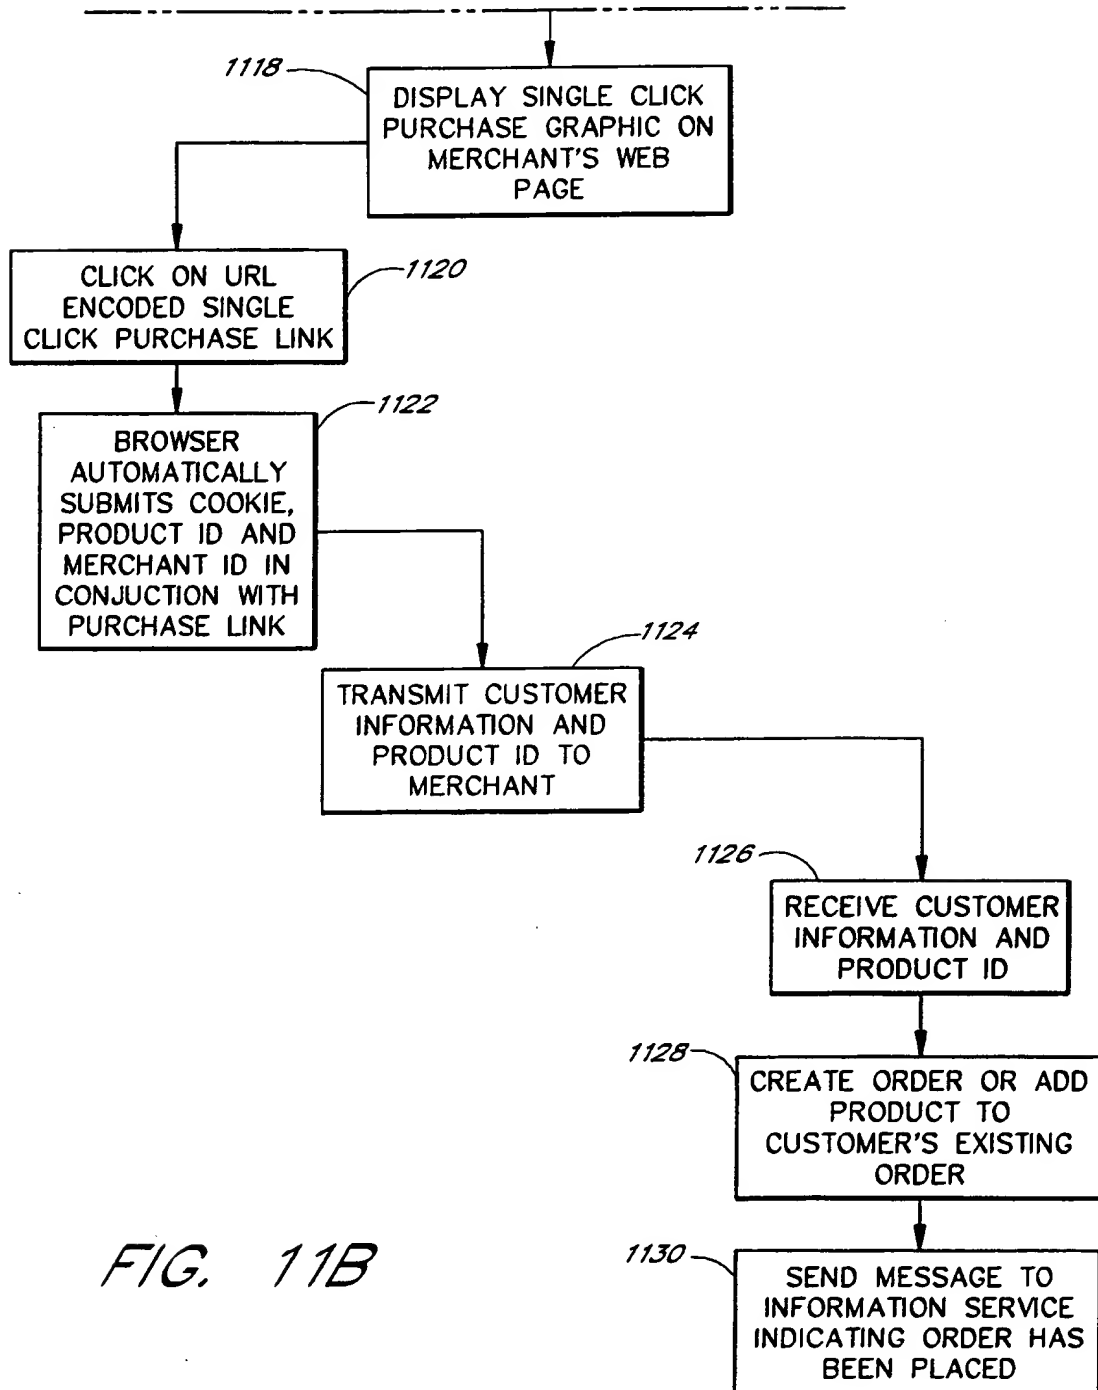 1118
DISPLAY SINGLE CLICK
PURCHASE GRAPHIC ON
MERCHANT'S WEB
PAGE
1120
CLICK ON URL
ENCODED SINGLE
CLICK PURCHASE LINK
1122
BROWSER
AUTOMATICALLY
SUBMITS COOKIE,
PRODUCT ID AND
MERCHANT ID IN
CONJUCTION WITH
PURCHASE LINK
1124
TRANSMIT CUSTOMER
INFORMATION AND
PRODUCT ID TO
MERCHANT
1126
RECEIVE CUSTOMER
INFORMATION AND
PRODUCT ID
1128
CREATE ORDER OR ADD
PRODUCT TO
CUSTOMER'S EXISTING
ORDER
1130
SEND MESSAGE TO
INFORMATION SERVICE
INDICATING ORDER HAS
BEEN PLACED
FIG. 11B